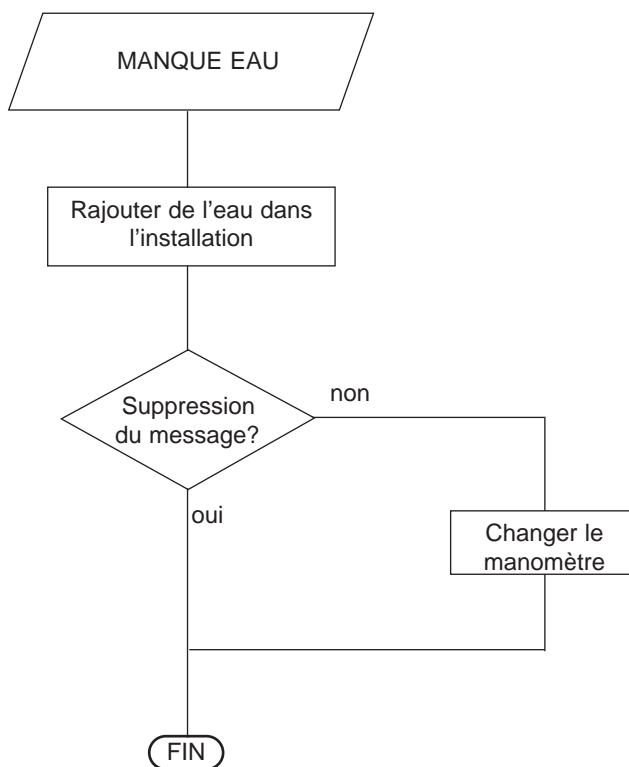 MANQUE EAU
Rajouter de l’eau dans
l’installation
Suppression
du message?
non
oui
Changer le
manomètre
FIN